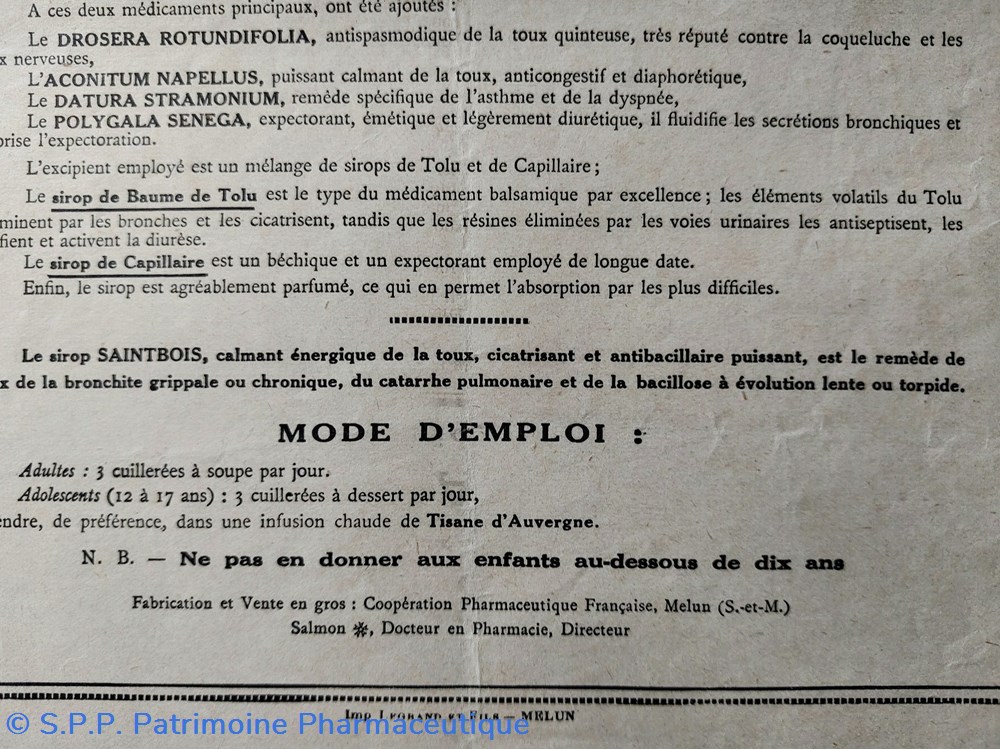 A ces deux médicaments principaux, ont été ajoutés :
Le DROSERA ROTUNDIFOLIA, antispasmodique de la toux quinteuse, très réputé contre la coqueluche et les
x nerveuses,
L'ACONITUM NAPELLUS, puissant calmant de la toux, anticongestif et diaphorétique,
Le DATURA STRAMONIUM, remède spécifique de l'asthme et de la dyspnée,
Le POLYGALA SENEGA, expectorant, émétique et légèrement diurétique, il fluidifie les secrétions bronchiques et
orise l'expectoration.
L'excipient employé est un mélange de sirops de Tolu et de Capillaire ;
Le sirop de Baume de Tolu est le type du médicament balsamique par excellence ; les éléments volatils du Tolu
minent par les bronches et les cicatrisent, tandis que les résines éliminées par les voies urinaires les antiseptisent, les
fient et activent la diurèse.
Le sirop de Capillaire est un béchique et un expectorant employé de longue date.
Enfin, le sirop est agréablement parfumé, ce qui en permet l'absorption par les plus difficiles.
Le sirop SAINTBOIS, calmant énergique de la toux, cicatrisant et antibacillaire puissant, est le remède de
x de la bronchite grippale ou chronique, du catarrhe pulmonaire et de la bacillose à évolution lente ou torpide.
MODE D'EMPLOI :
Adultes : 3 cuillerées à soupe par jour.
Adolescents (12 à 17 ans) : 3 cuillerées à dessert par jour,
endre, de préférence, dans une infusion chaude de Tisane d'Auvergne.
N. B. — Ne pas en donner aux enfants au-dessous de dix ans
Fabrication et Vente en gros : Coopération Pharmaceutique Française, Melun (S.-et-M.)
Salmon ※, Docteur en Pharmacie, Directeur
Imp. LEGRAND ET FILS — MELUN
© S.P.P. Patrimoine Pharmaceutique